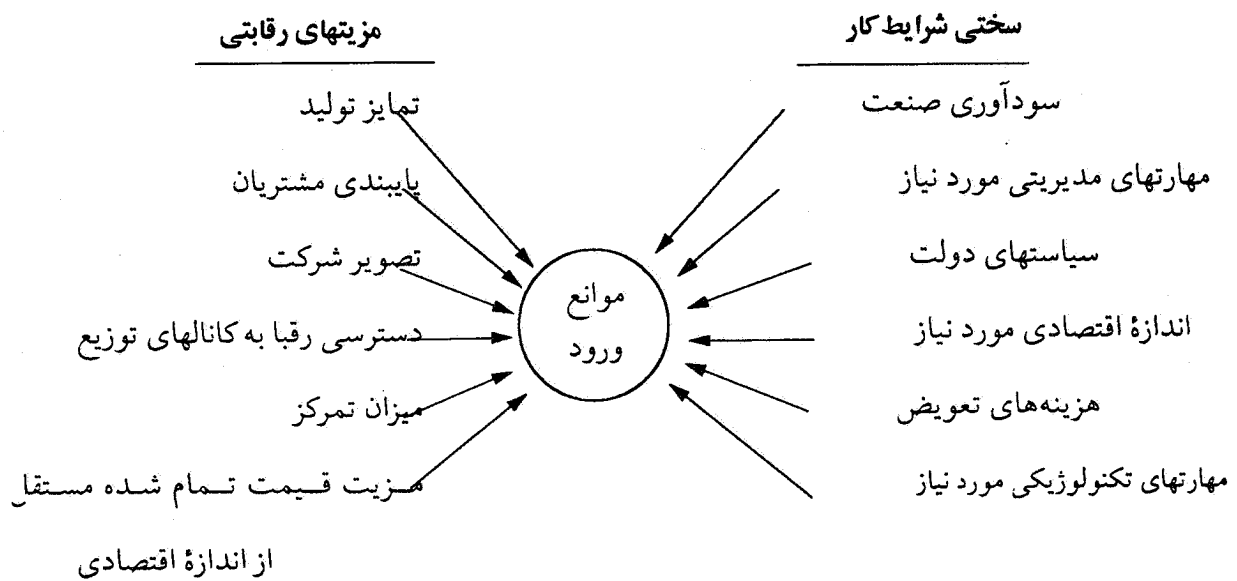 سختی شرایط کار
سودآوری صنعت
مهارتهای مدیریتی مورد نیاز
سیاستهای دولت
اندازهٔ اقتصادی مورد نیاز
هزینه‌های تعویض
مهارتهای تکنولوژیکی مورد نیاز
موانع
ورود
مزیتهای رقابتی
تمایز تولید
پایبندی مشتریان
تصویر شرکت
دسترسی رقبا به کانالهای توزیع
میزان تمرکز
مزیت قیمت تمام شده مستقل
از اندازهٔ اقتصادی